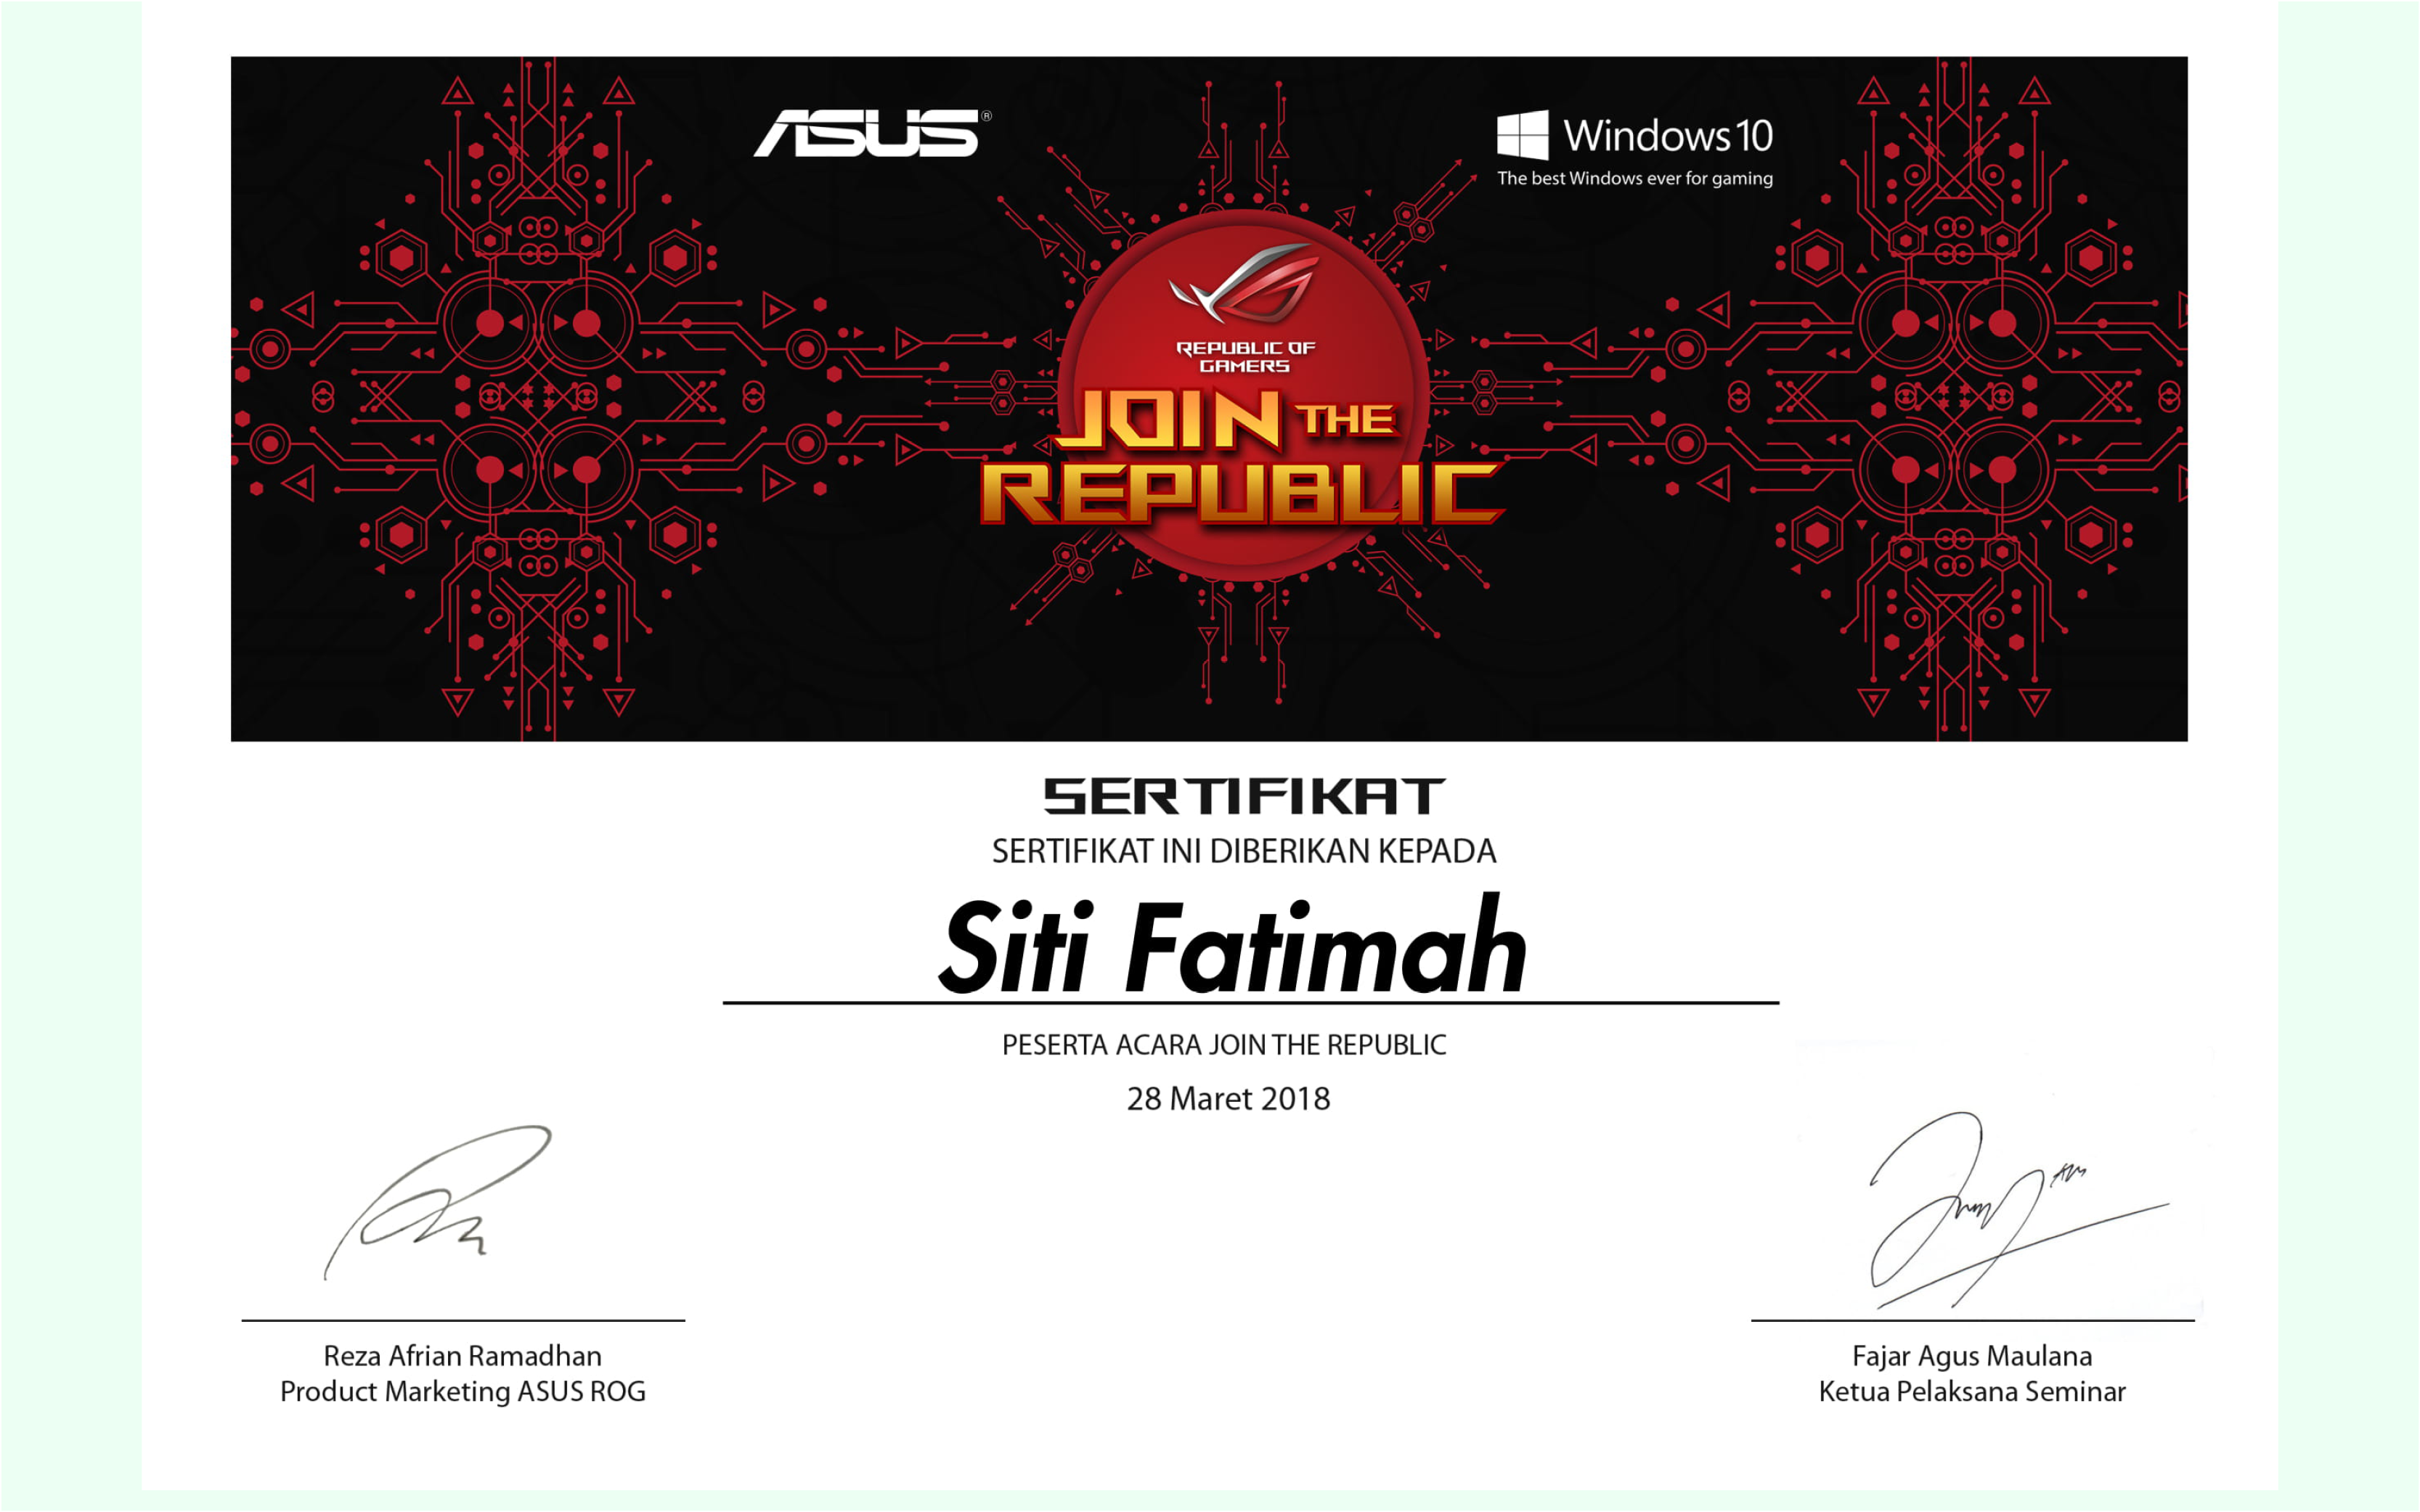 ASUS®
Windows 10
The best Windows ever for gaming
REPUBLIC OF
GAMERS
JOIN THE
REPUBLIC
SERTIFIKAT
SERTIFIKAT INI DIBERIKAN KEPADA
Siti Fatimah
PESERTA ACARA JOIN THE REPUBLIC
28 Maret 2018
Reza Afrian Ramadhan
Product Marketing ASUS ROG
Fajar Agus Maulana
Ketua Pelaksana Seminar